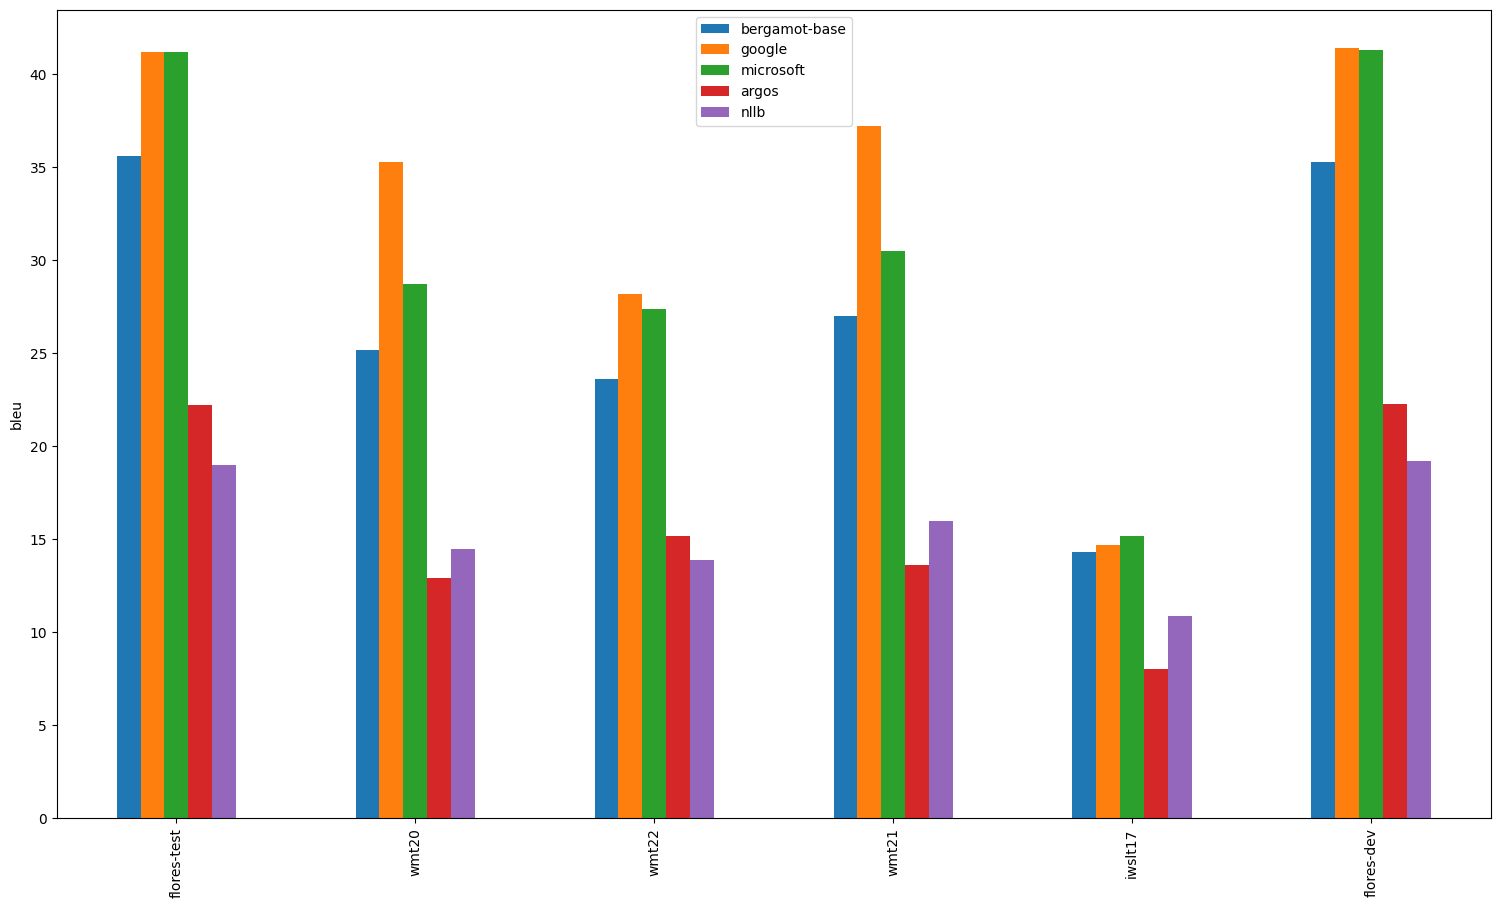 bergamot-base
google
microsoft
argos
nllb
bleu
40
35
30
25
20
15
10
5
0
flores-test
wmt20
wmt22
wmt21
iwslt17
flores-dev